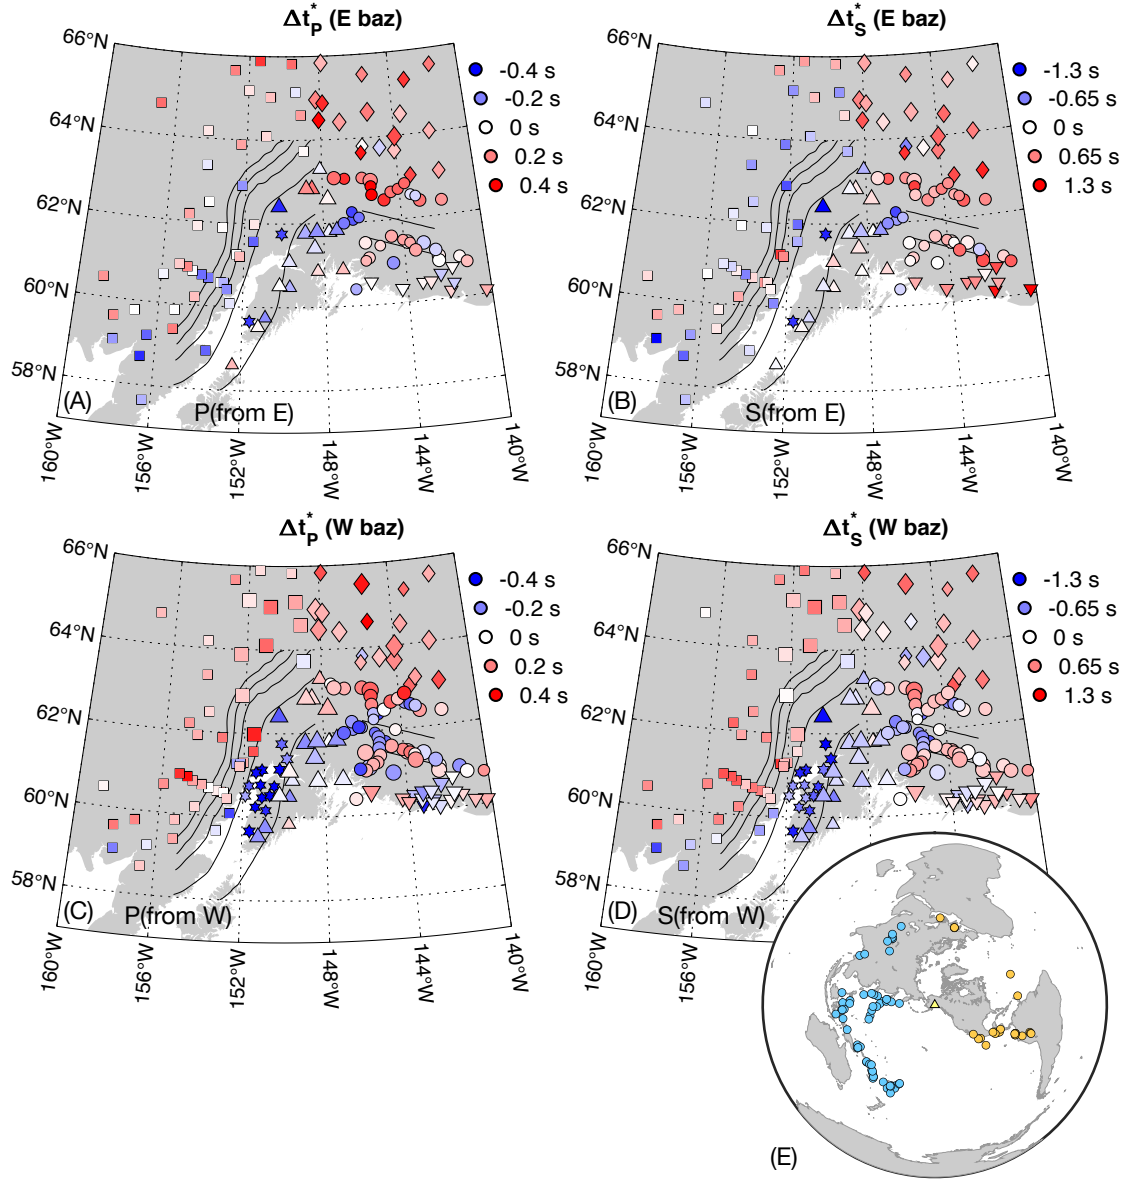 Δt*P (E baz)
66°N
64°N
62°N
60°N
58°N
160°W
156°W
152°W
148°W
144°W
140°W
-0.4 s
-0.2 s
0 s
0.2 s
0.4 s
(A)
P(from E)
Δt*S (E baz)
66°N
64°N
62°N
60°N
58°N
160°W
156°W
152°W
148°W
144°W
140°W
-1.3 s
-0.65 s
0 s
0.65 s
1.3 s
(B)
S(from E)
Δt*P (W baz)
66°N
64°N
62°N
60°N
58°N
160°W
156°W
152°W
148°W
144°W
140°W
-0.4 s
-0.2 s
0 s
0.2 s
0.4 s
(C)
P(from W)
Δt*S (W baz)
66°N
64°N
62°N
60°N
58°N
160°W
-1.3 s
-0.65 s
0 s
0.65 s
1.3 s
(D)
S(from W)
156°W
152°W
140°W
(E)